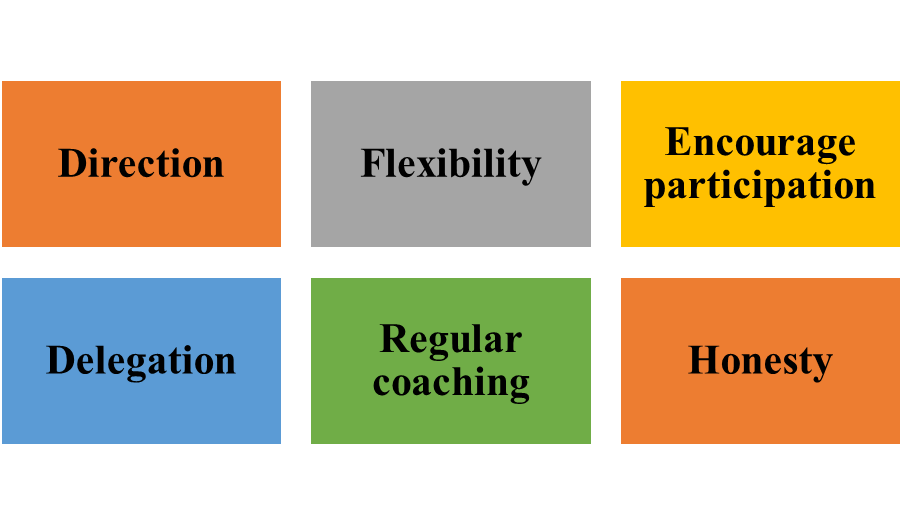 Direction
Flexibility
Encourage
participation
Delegation
Regular
coaching
Honesty